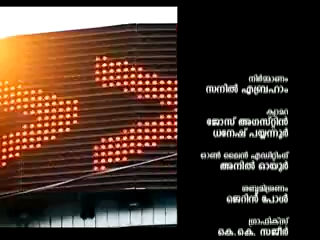 നിർമ്മാണം
സനിൽ എബ്രഹാം
ക്യാമറ
ജോസ് അഗസ്റ്റിൻ
ധനേഷ് പയ്യന്നൂർ
ഓൺ ലൈൻ എഡിറ്റിംഗ്
അനിൽ ഓയൂർ
ശബ്ദമിശ്രണം
ജെറിൻ പോൾ
ഗ്രാഫിക്സ്
കെ. കെ. സജീർ